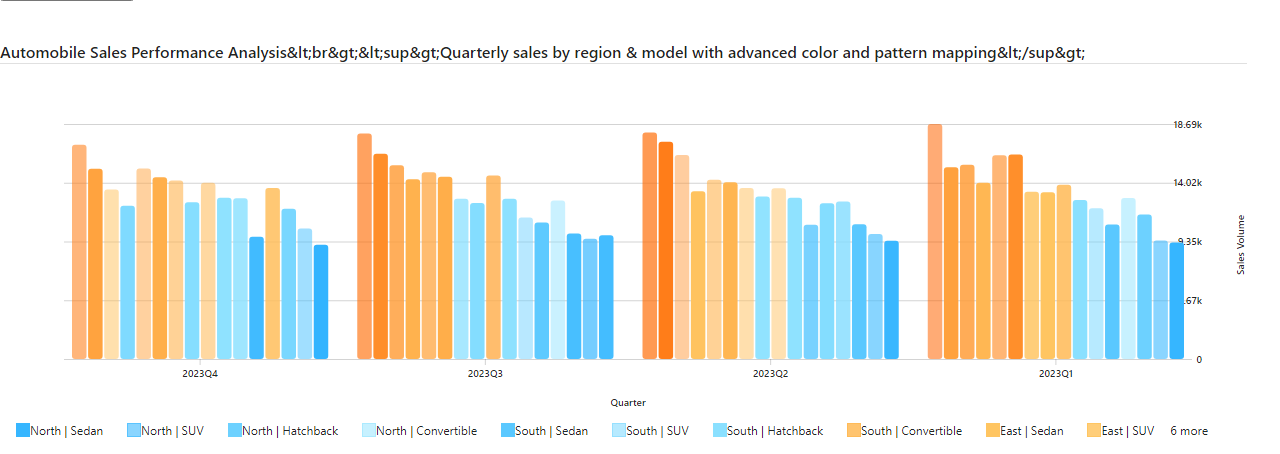 Automobile Sales Performance Analysis&lt;br&gt;&lt;sup&gt;Quarterly sales by region & model with advanced color and pattern mapping&lt;/sup&gt;
18.69k
14.02k
9.35k
.67k
0
Sales Volume
2023Q4 2023Q3 2023Q2 2023Q1
Quarter
North | Sedan North | SUV North | Hatchback North | Convertible South | Sedan South | SUV South | Hatchback South | Convertible East | Sedan East | SUV 6 more